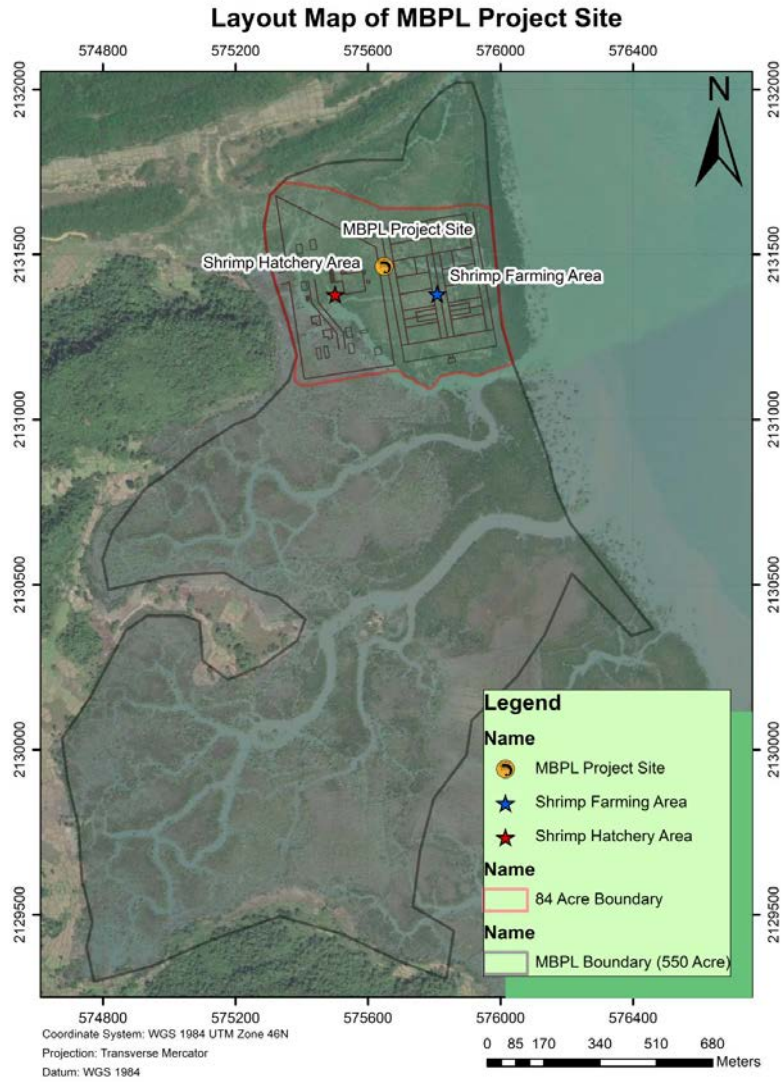 Layout Map of MBPL Project Site
574800 575200 575600 576000 576400
2132000 2132000
N
MBPL Project Site
2131500 2131500
Shrimp Hatchery Area
Shrimp Farming Area
2131000 2131000
2130500 2130500
Legend
Name
MBPL Project Site
Shrimp Farming Area
Shrimp Hatchery Area
Name
84 Acre Boundary
Name
MBPL Boundary (550 Acre)
2130000 2130000
2129500 2129500
574800 575200 575600 576000 576400
Coordinate System: WGS 1984 UTM Zone 46N
Projection: Transverse Mercator
Datum: WGS 1984
0 85 170 340 510 680
Meters